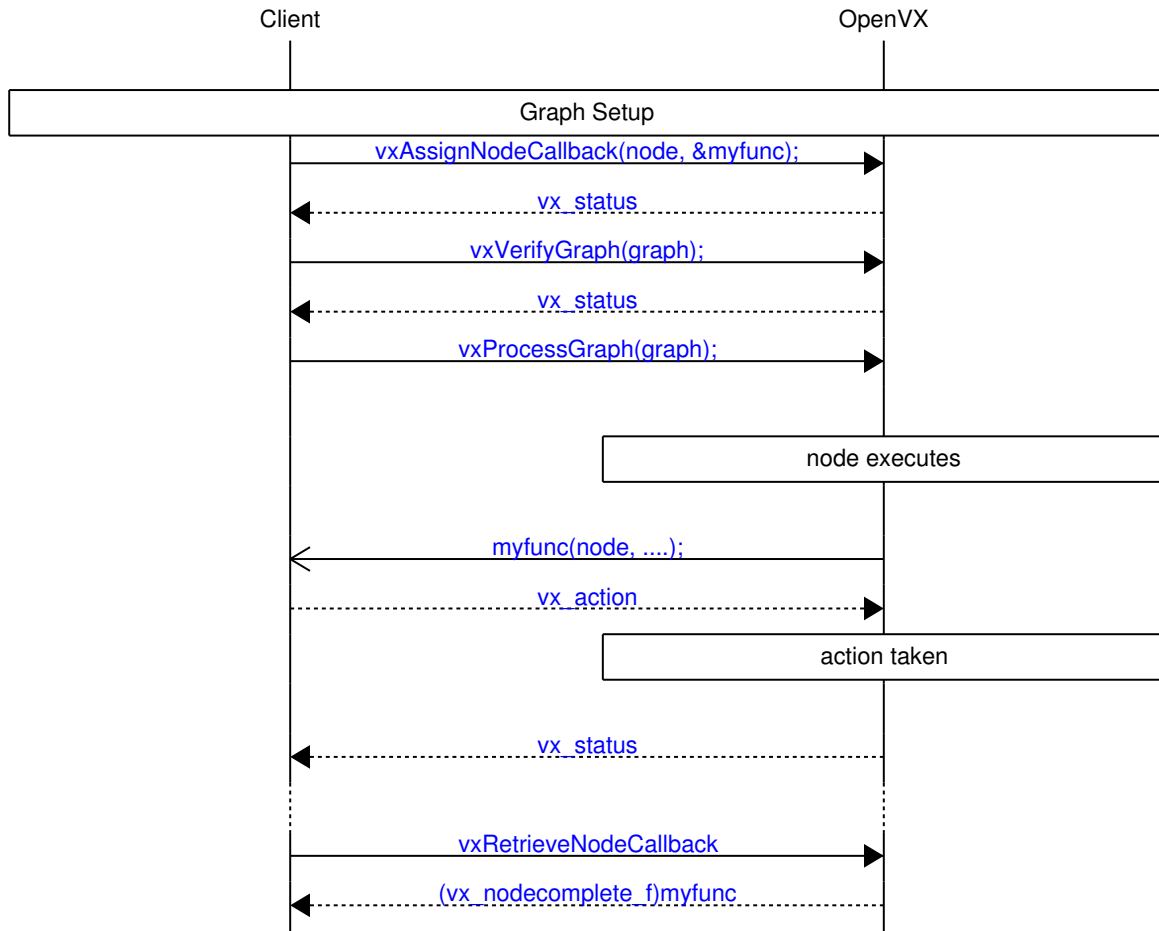 Client
OpenVX
Graph Setup
vxAssignNodeCallback(node, &myfunc);
vx_status
vxVerifyGraph(graph);
vx_status
vxProcessGraph(graph);
node executes
myfunc(node, ....);
vx_action
action taken
vx_status
vxRetrieveNodeCallback
(vx_nodecomplete_f)myfunc